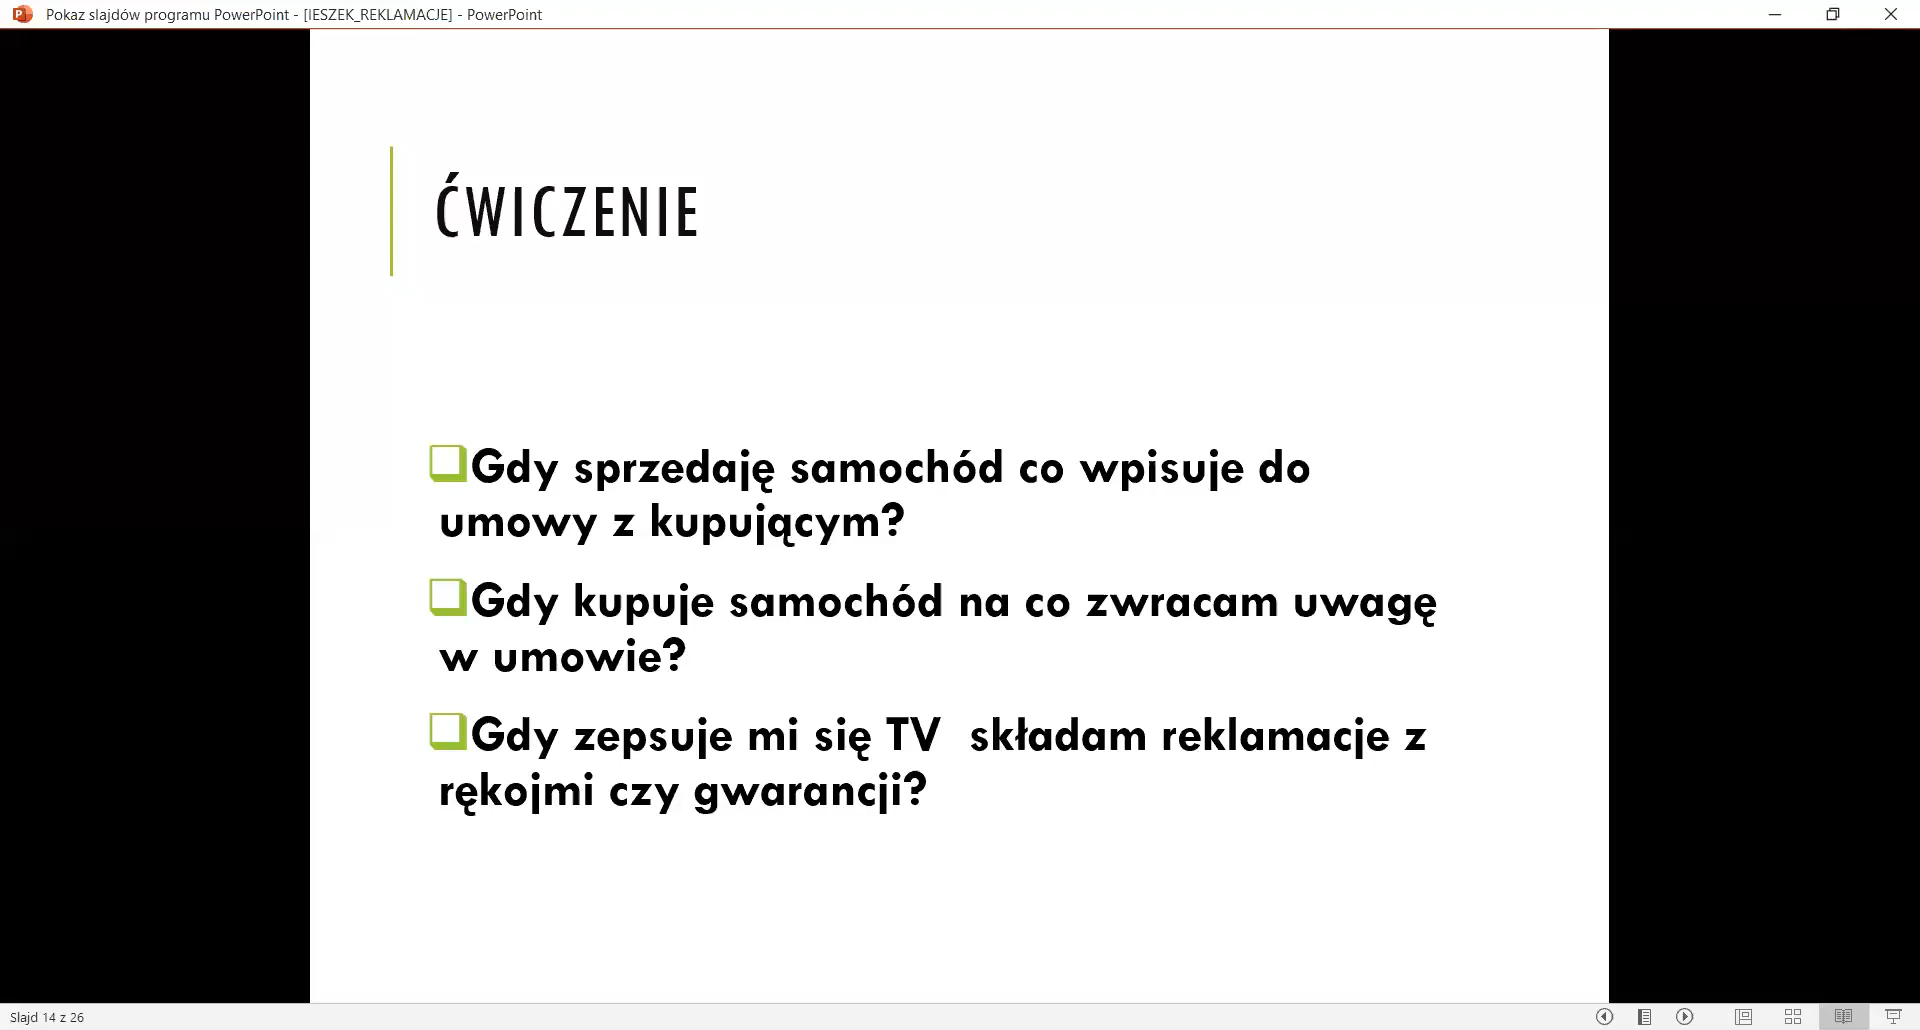 Pokaz slajdów programu PowerPoint - [IESZEK_REKLAMACJE] - PowerPoint
ĆWICZENIE
Gdy sprzedaję samochód co wpisuje do
umowy z kupującym?
Gdy kupuje samochód na co zwracam uwagę
w umowie?
Gdy zepsuje mi się TV składam reklamacje z
rękojmi czy gwarancji?
Slajd 14 z 26